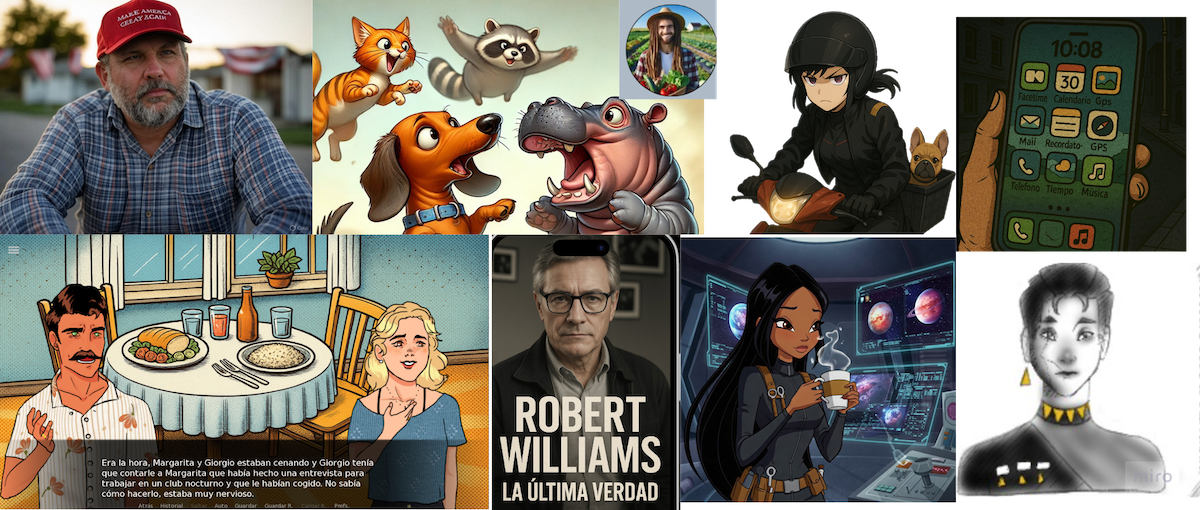 MAKE AMERICA
GREAT AGAIN
10:08
30
Facetime Calendario Gps
Mail Recordato- GPS
Teléfono Tiempo Música
Era la hora, Margarita y Giorgio estaban cenando y Giorgio tenía
que contarle a Margarita que había hecho una entrevista para
trabajar en un club nocturno y que le habían cogido. No sabía
cómo hacerlo, estaba muy nervioso.
Atrás Historial Saltar Auto Guardar Guardar R. Cargar R. Prefs.
ROBERT
WILLIAMS
LA ÚLTIMA VERDAD
miro